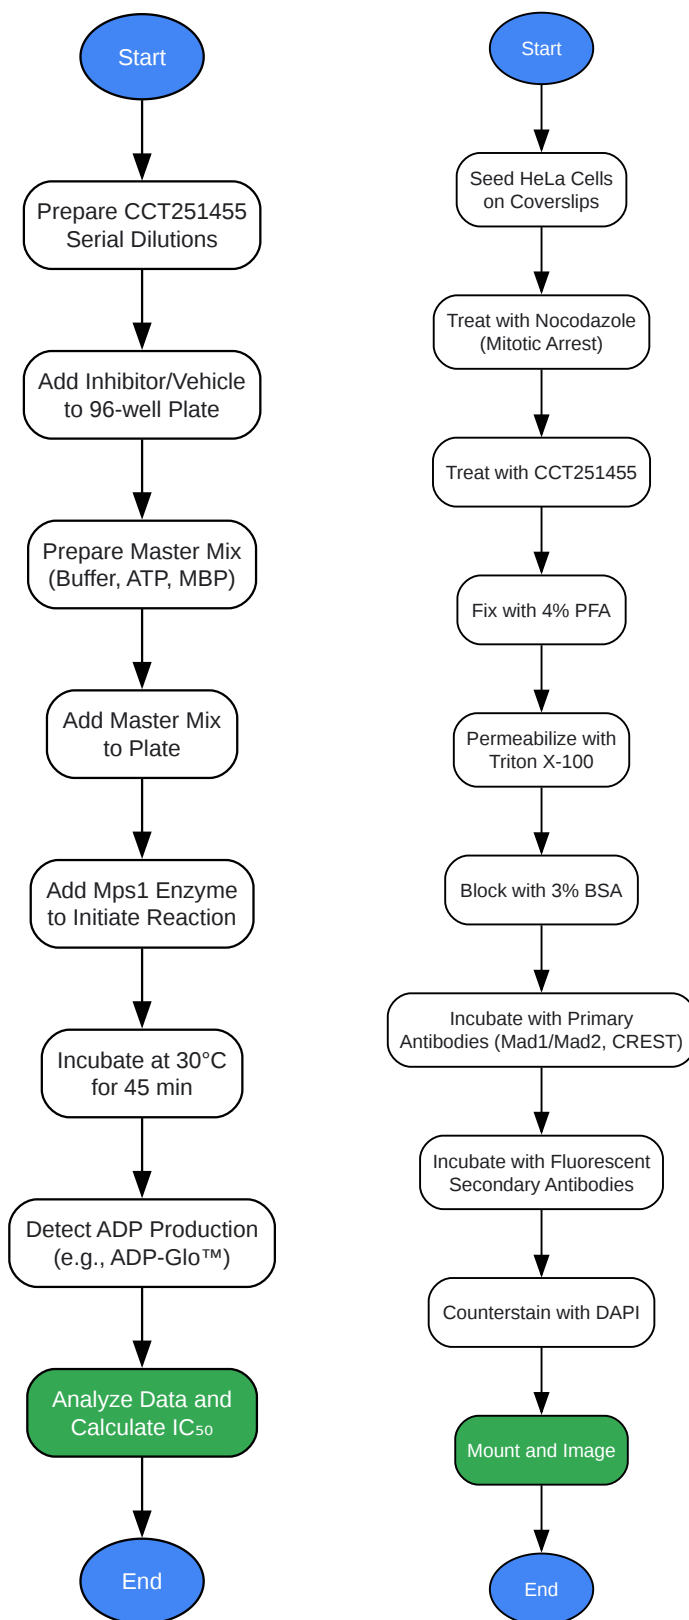 Start
Prepare CCT251455
Serial Dilutions
Add Inhibitor/Vehicle
to 96-well Plate
Prepare Master Mix
(Buffer, ATP, MBP)
Add Master Mix
to Plate
Add Mps1 Enzyme
to Initiate Reaction
Incubate at 30°C
for 45 min
Detect ADP Production
(e.g., ADP-Glo™)
Analyze Data and
Calculate IC₅₀
End
Start
Seed HeLa Cells
on Coverslips
Treat with Nocodazole
(Mitotic Arrest)
Treat with CCT251455
Fix with 4% PFA
Permeabilize with
Triton X-100
Block with 3% BSA
Incubate with Primary
Antibodies (Mad1/Mad2, CREST)
Incubate with Fluorescent
Secondary Antibodies
Counterstain with DAPI
Mount and Image
End